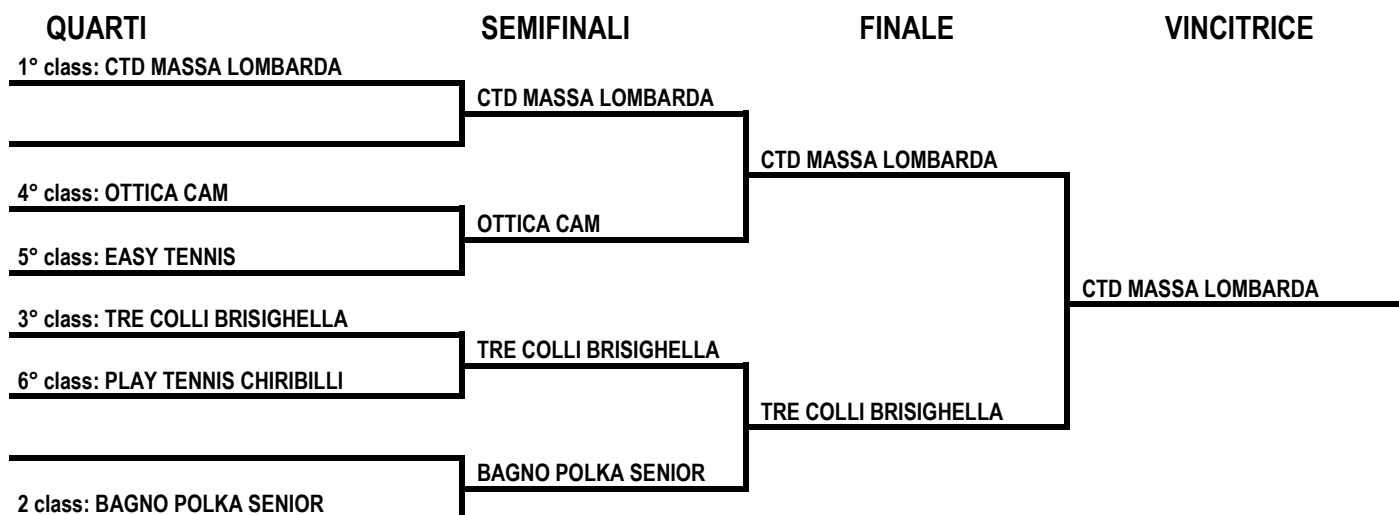 QUARTI SEMIFINALI FINALE VINCITRICE
1° class: CTD MASSA LOMBARDA
CTD MASSA LOMBARDA
CTD MASSA LOMBARDA
4° class: OTTICA CAM
OTTICA CAM
5° class: EASY TENNIS
CTD MASSA LOMBARDA
3° class: TRE COLLI BRISIGHELLA
TRE COLLI BRISIGHELLA
6° class: PLAY TENNIS CHIRIBILLI
TRE COLLI BRISIGHELLA
BAGNO POLKA SENIOR
2 class: BAGNO POLKA SENIOR